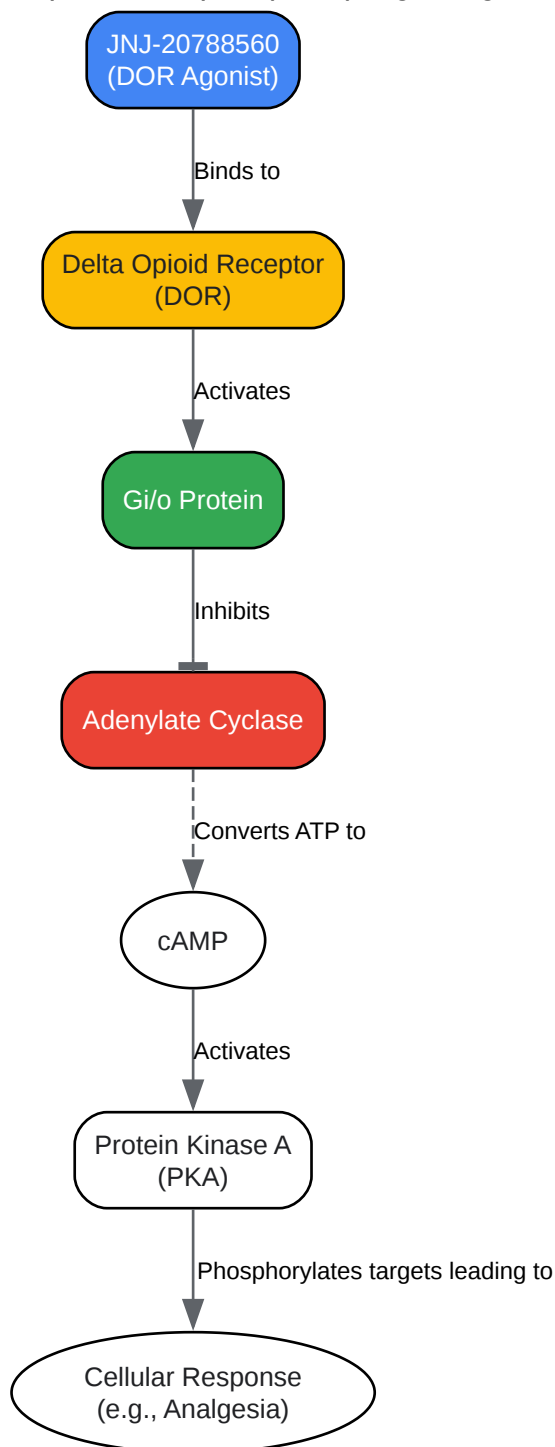 JNJ-20788560
(DOR Agonist)
Binds to
Delta Opioid Receptor
(DOR)
Activates
Gi/o Protein
Inhibits
Adenylate Cyclase
Converts ATP to
cAMP
Activates
Protein Kinase A
(PKA)
Phosphorylates targets leading to
Cellular Response
(e.g., Analgesia)